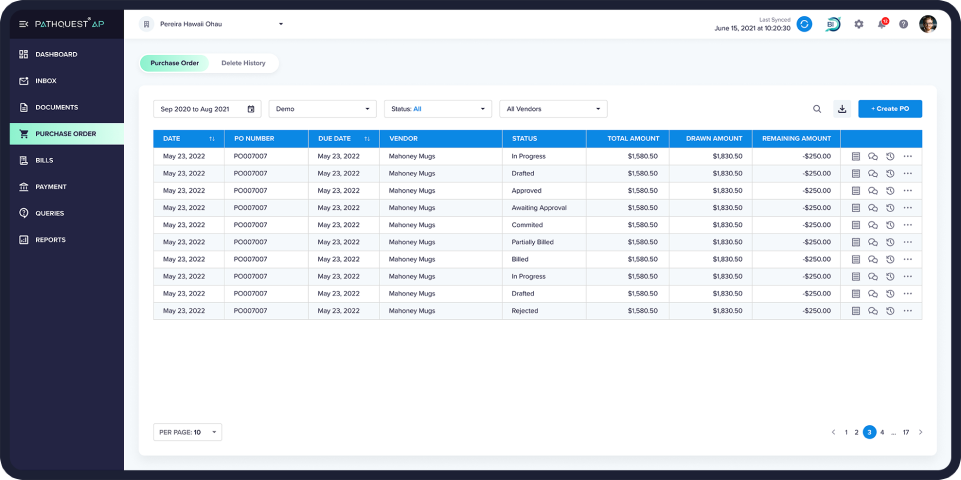 PATHQUEST AP
Pereira Hawaii Ohau
Last Synced
June 15, 2021 at 10:20:30
BI
12
DASHBOARD
INBOX
DOCUMENTS
PURCHASE ORDER
BILLS
PAYMENT
QUERIES
REPORTS
Purchase Order Delete History
Sep 2020 to Aug 2021 Demo Status: All All Vendors + Create PO
DATE PO NUMBER DUE DATE VENDOR STATUS TOTAL AMOUNT DRAWN AMOUNT REMAINING AMOUNT
May 23, 2022 PO007007 May 23, 2022 Mahoney Mugs In Progress $1,580.50 $1,830.50 -$250.00
May 23, 2022 PO007007 May 23, 2022 Mahoney Mugs Drafted $1,580.50 $1,830.50 -$250.00
May 23, 2022 PO007007 May 23, 2022 Mahoney Mugs Approved $1,580.50 $1,830.50 -$250.00
May 23, 2022 PO007007 May 23, 2022 Mahoney Mugs Awaiting Approval $1,580.50 $1,830.50 -$250.00
May 23, 2022 PO007007 May 23, 2022 Mahoney Mugs Commited $1,580.50 $1,830.50 -$250.00
May 23, 2022 PO007007 May 23, 2022 Mahoney Mugs Partially Billed $1,580.50 $1,830.50 -$250.00
May 23, 2022 PO007007 May 23, 2022 Mahoney Mugs Billed $1,580.50 $1,830.50 -$250.00
May 23, 2022 PO007007 May 23, 2022 Mahoney Mugs In Progress $1,580.50 $1,830.50 -$250.00
May 23, 2022 PO007007 May 23, 2022 Mahoney Mugs Drafted $1,580.50 $1,830.50 -$250.00
May 23, 2022 PO007007 May 23, 2022 Mahoney Mugs Rejected $1,580.50 $1,830.50 -$250.00
PER PAGE: 10 1 2 3 4 ... 17